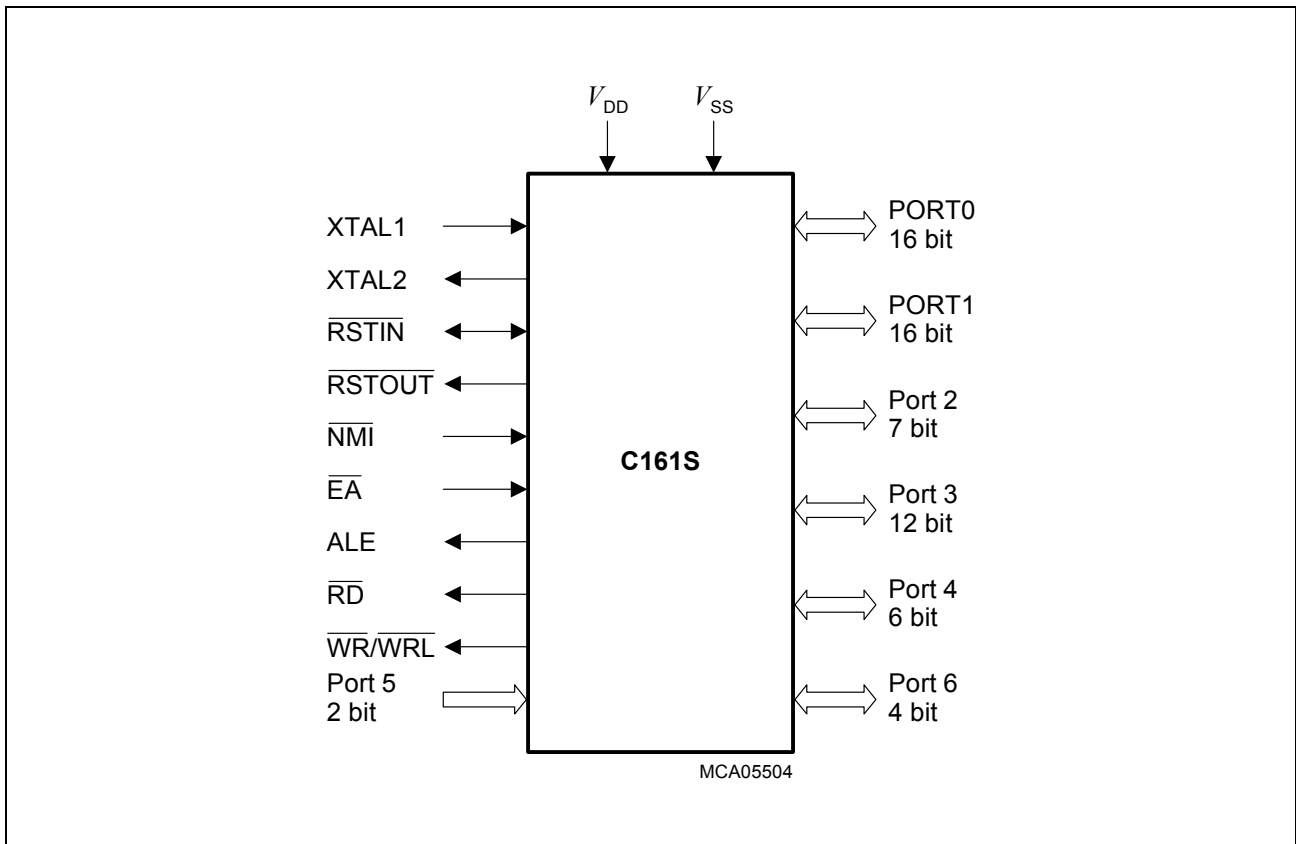 VDD
VSS
XTAL1
XTAL2
RSTIN
RSTOUT
NMI
EA
ALE
RD
WR/WRL
Port 5
2 bit
C161S
PORT0
16 bit
PORT1
16 bit
Port 2
7 bit
Port 3
12 bit
Port 4
6 bit
Port 6
4 bit
MCA05504